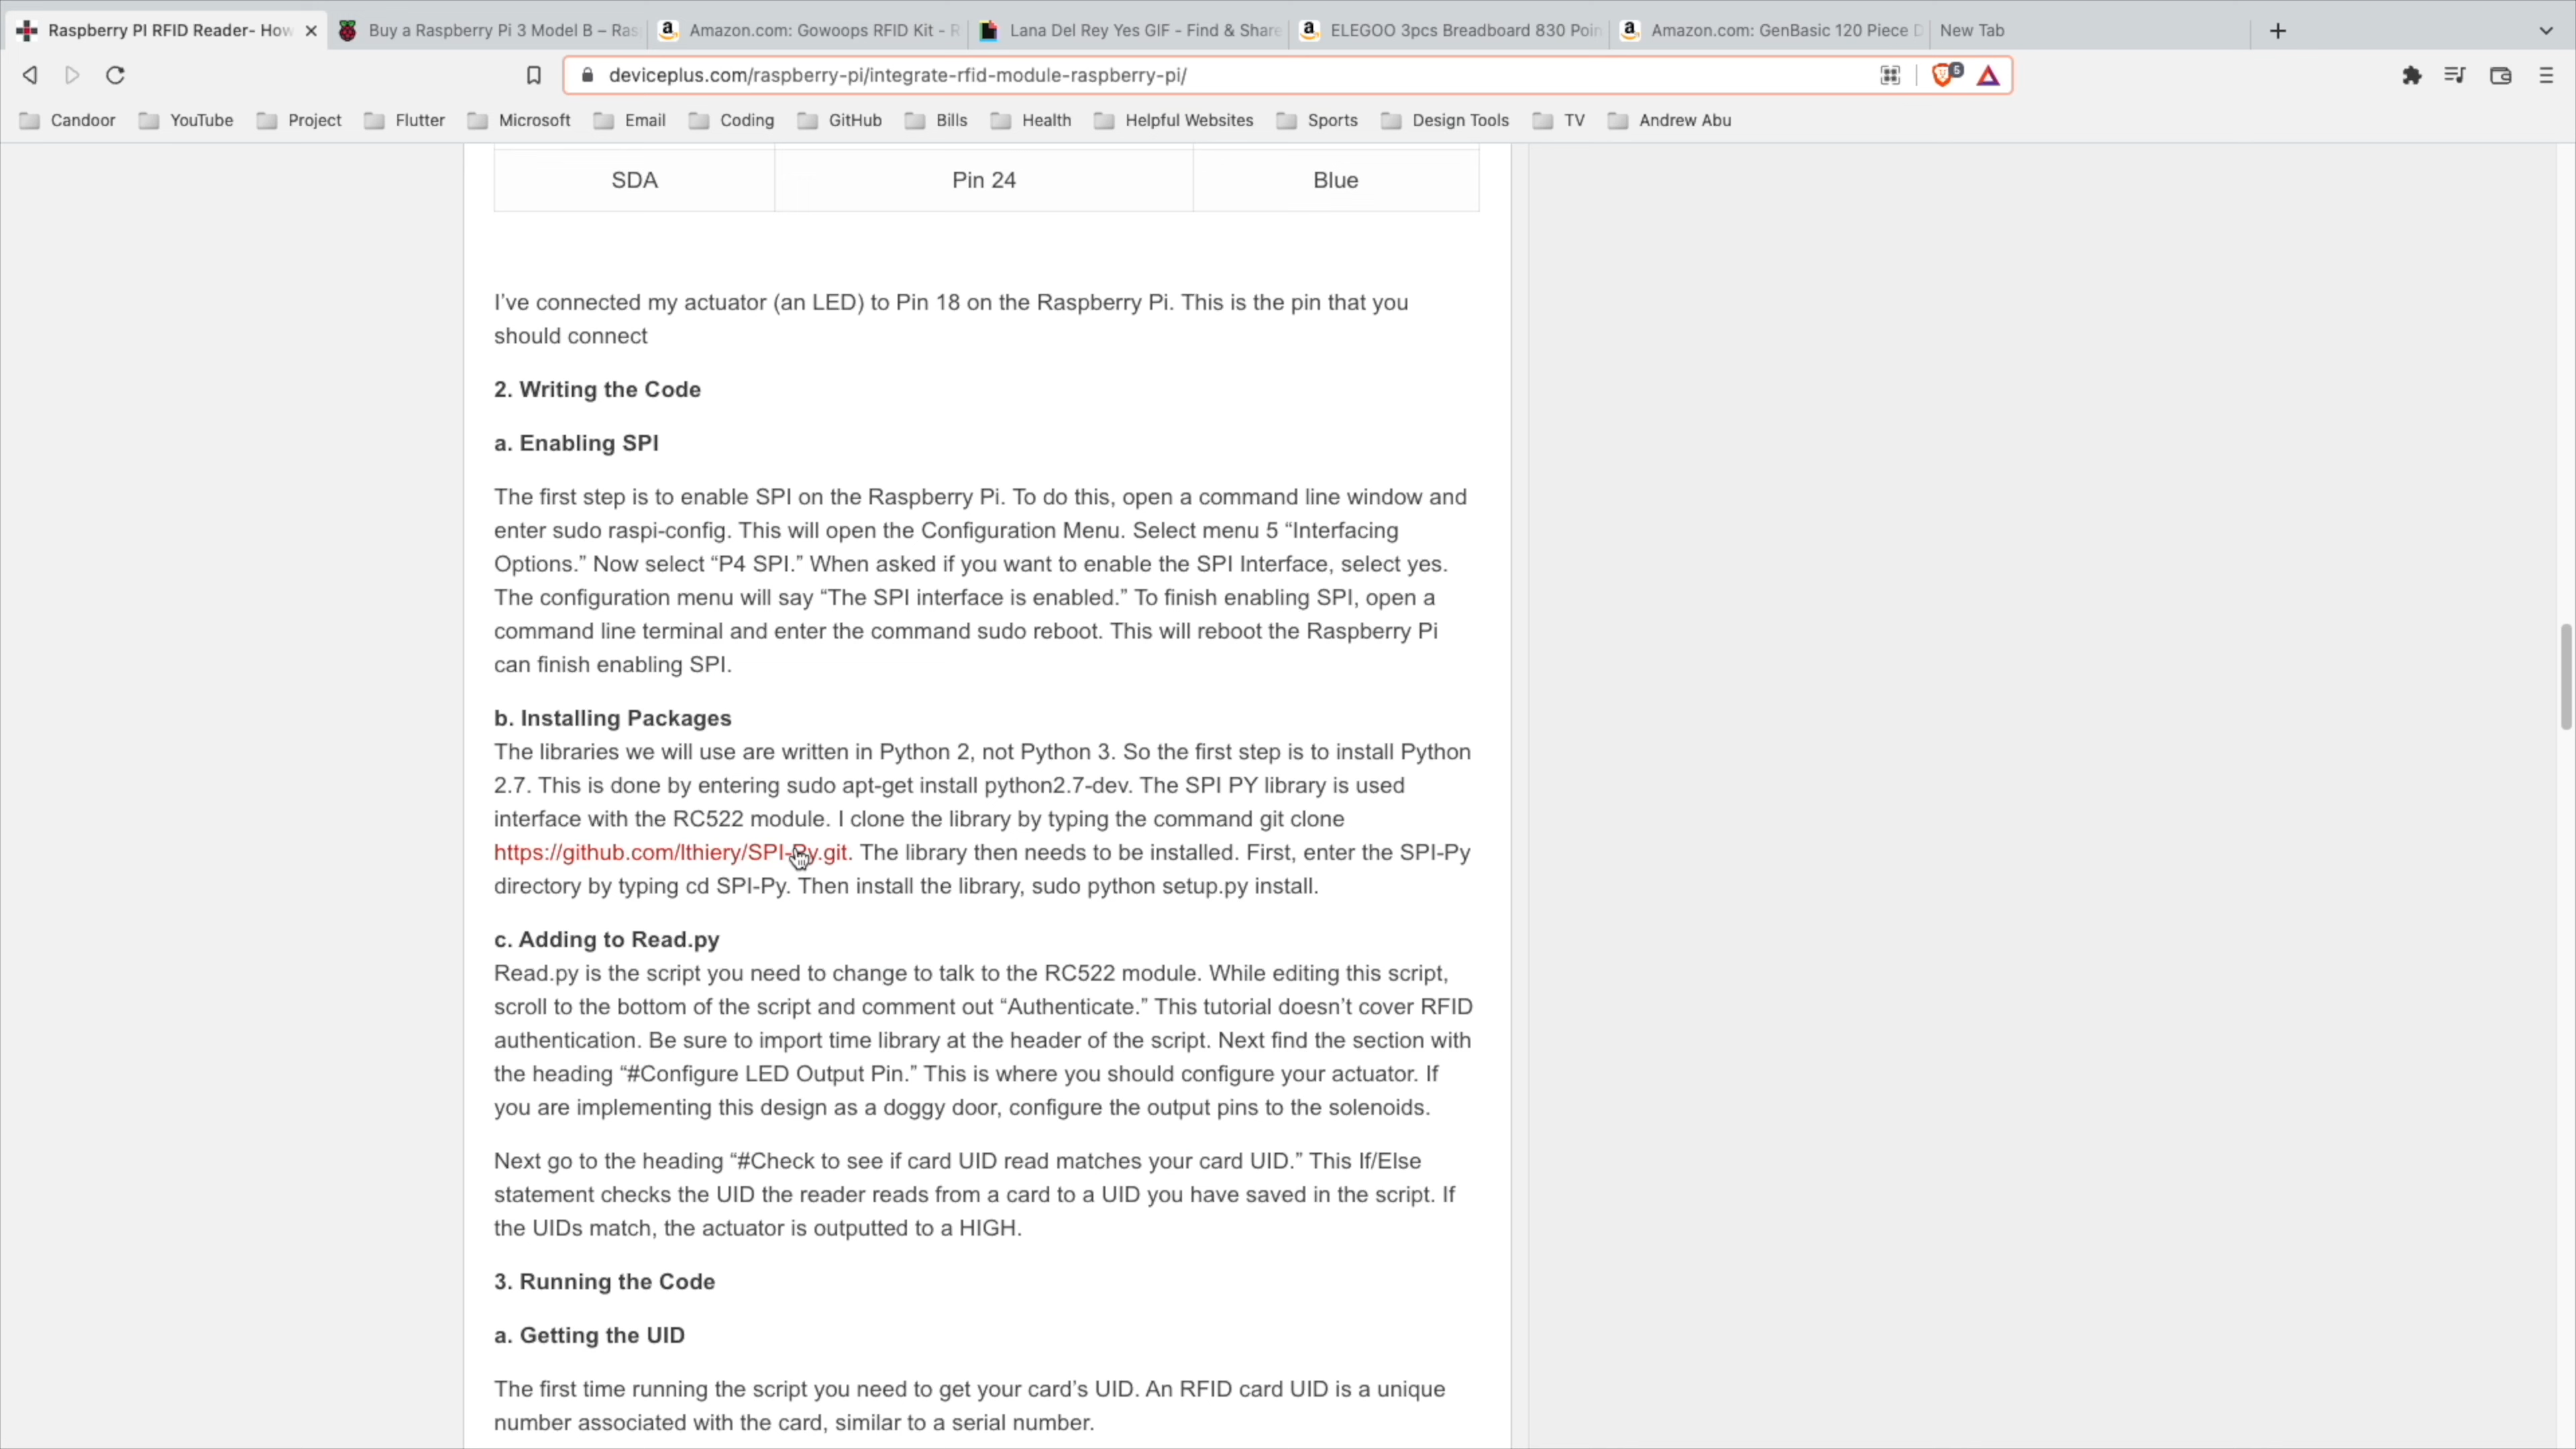 Raspberry PI RFID Reader- How
Buy a Raspberry Pi 3 Model B – Ras
Amazon.com: Gowoops RFID Kit - R
Lana Del Rey Yes GIF - Find & Share
ELEGOO 3pcs Breadboard 830 Poin
Amazon.com: GenBasic 120 Piece D
New Tab
deviceplus.com/raspberry-pi/integrate-rfid-module-raspberry-pi/
6
Candoor YouTube Project Flutter Microsoft Email Coding GitHub Bills Health Helpful Websites Sports Design Tools TV Andrew Abu
SDA Pin 24 Blue
I’ve connected my actuator (an LED) to Pin 18 on the Raspberry Pi. This is the pin that you
should connect
2. Writing the Code
a. Enabling SPI
The first step is to enable SPI on the Raspberry Pi. To do this, open a command line window and
enter sudo raspi-config. This will open the Configuration Menu. Select menu 5 “Interfacing
Options.” Now select “P4 SPI.” When asked if you want to enable the SPI Interface, select yes.
The configuration menu will say “The SPI interface is enabled.” To finish enabling SPI, open a
command line terminal and enter the command sudo reboot. This will reboot the Raspberry Pi
can finish enabling SPI.
b. Installing Packages
The libraries we will use are written in Python 2, not Python 3. So the first step is to install Python
2.7. This is done by entering sudo apt-get install python2.7-dev. The SPI PY library is used
interface with the RC522 module. I clone the library by typing the command git clone
https://github.com/lthiery/SPI-Py.git. The library then needs to be installed. First, enter the SPI-Py
directory by typing cd SPI-Py. Then install the library, sudo python setup.py install.
c. Adding to Read.py
Read.py is the script you need to change to talk to the RC522 module. While editing this script,
scroll to the bottom of the script and comment out “Authenticate.” This tutorial doesn’t cover RFID
authentication. Be sure to import time library at the header of the script. Next find the section with
the heading “#Configure LED Output Pin.” This is where you should configure your actuator. If
you are implementing this design as a doggy door, configure the output pins to the solenoids.
Next go to the heading “#Check to see if card UID read matches your card UID.” This If/Else
statement checks the UID the reader reads from a card to a UID you have saved in the script. If
the UIDs match, the actuator is outputted to a HIGH.
3. Running the Code
a. Getting the UID
The first time running the script you need to get your card’s UID. An RFID card UID is a unique
number associated with the card, similar to a serial number.